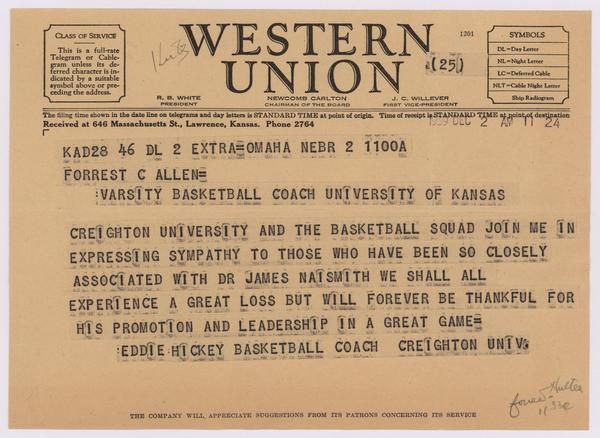 CLASS OF SERVICE
This is a full-rate
Telegram or Cable-
gram unless its de-
ferred character is in-
dicated by a suitable
symbol above or pre-
ceding the address.
WESTERN
UNION
1201
(25)
R. B. WHITE
PRESIDENT
NEWCOMB CARLTON
CHAIRMAN OF THE BOARD
J. C. WILLEVER
FIRST VICE-PRESIDENT
SYMBOLS
DL = Day Letter
NL = Night Letter
LC = Deferred Cable
NLT = Cable Night Letter
Ship Radiogram
The filing time shown in the date line on telegrams and day letters is STANDARD TIME at point of origin. Time of receipt is STANDARD TIME at point of destination
Received at 646 Massachusetts St., Lawrence, Kansas. Phone 2764
1939 DEC 2 AM 11 24
KAD28 46 DL 2 EXTRA=OMAHA NEBR 2 1100A
FORREST C ALLEN=
:VARSITY BASKETBALL COACH UNIVERSITY OF KANSAS
CREIGHTON UNIVERSITY AND THE BASKETBALL SQUAD JOIN ME IN
EXPRESSING SYMPATHY TO THOSE WHO HAVE BEEN SO CLOSELY
ASSOCIATED WITH DR JAMES NAISMITH WE SHALL ALL
EXPERIENCE A GREAT LOSS BUT WILL FOREVER BE THANKFUL FOR
HIS PROMOTION AND LEADERSHIP IN A GREAT GAME=
:EDDIE HICKEY BASKETBALL COACH CREIGHTON UNIV.
THE COMPANY WILL APPRECIATE SUGGESTIONS FROM ITS PATRONS CONCERNING ITS SERVICE